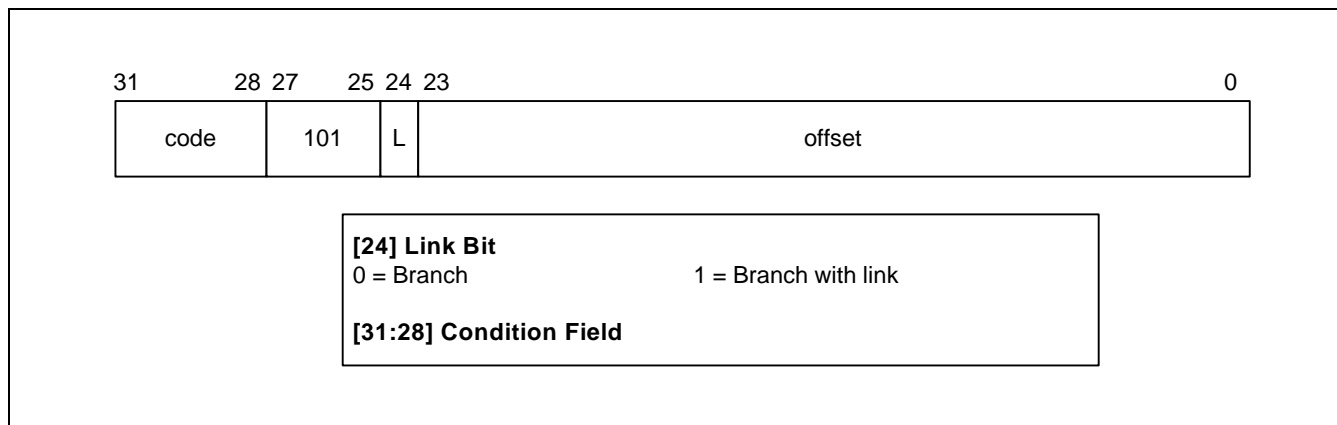 31 28 27 25 24 23 0
code 101 L offset
[24] Link Bit
0 = Branch 1 = Branch with link
[31:28] Condition Field